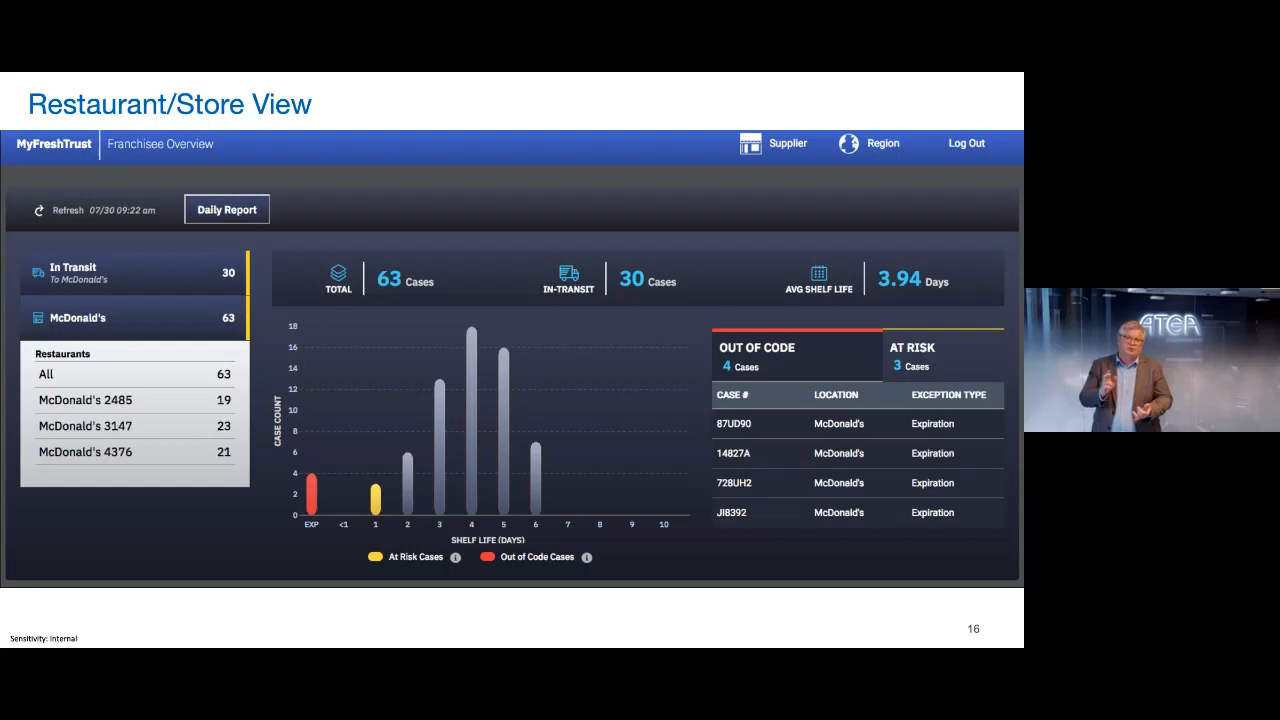 Restaurant/Store View
MyFreshTrust
Franchisee Overview
Supplier
Region
Log Out
Refresh 07/30 09:22 am
Daily Report
In Transit
30
To McDonald's
McDonald's
63
Restaurants
All 63
McDonald's 2485 19
McDonald's 3147 23
McDonald's 4376 21
TOTAL
63 Cases
IN-TRANSIT
30 Cases
AVG SHELF LIFE
3.94 Days
CASE COUNT
18
16
14
12
10
8
6
4
2
0
EXP <1 1 2 3 4 5 6 7 8 9 10
SHELF LIFE (DAYS)
At Risk Cases i
Out of Code Cases i
OUT OF CODE
4 Cases
AT RISK
3 Cases
CASE # LOCATION EXCEPTION TYPE
87UD90 McDonald's Expiration
14827A McDonald's Expiration
728UH2 McDonald's Expiration
JI8392 McDonald's Expiration
ATEA
Sensitivity: Internal
16